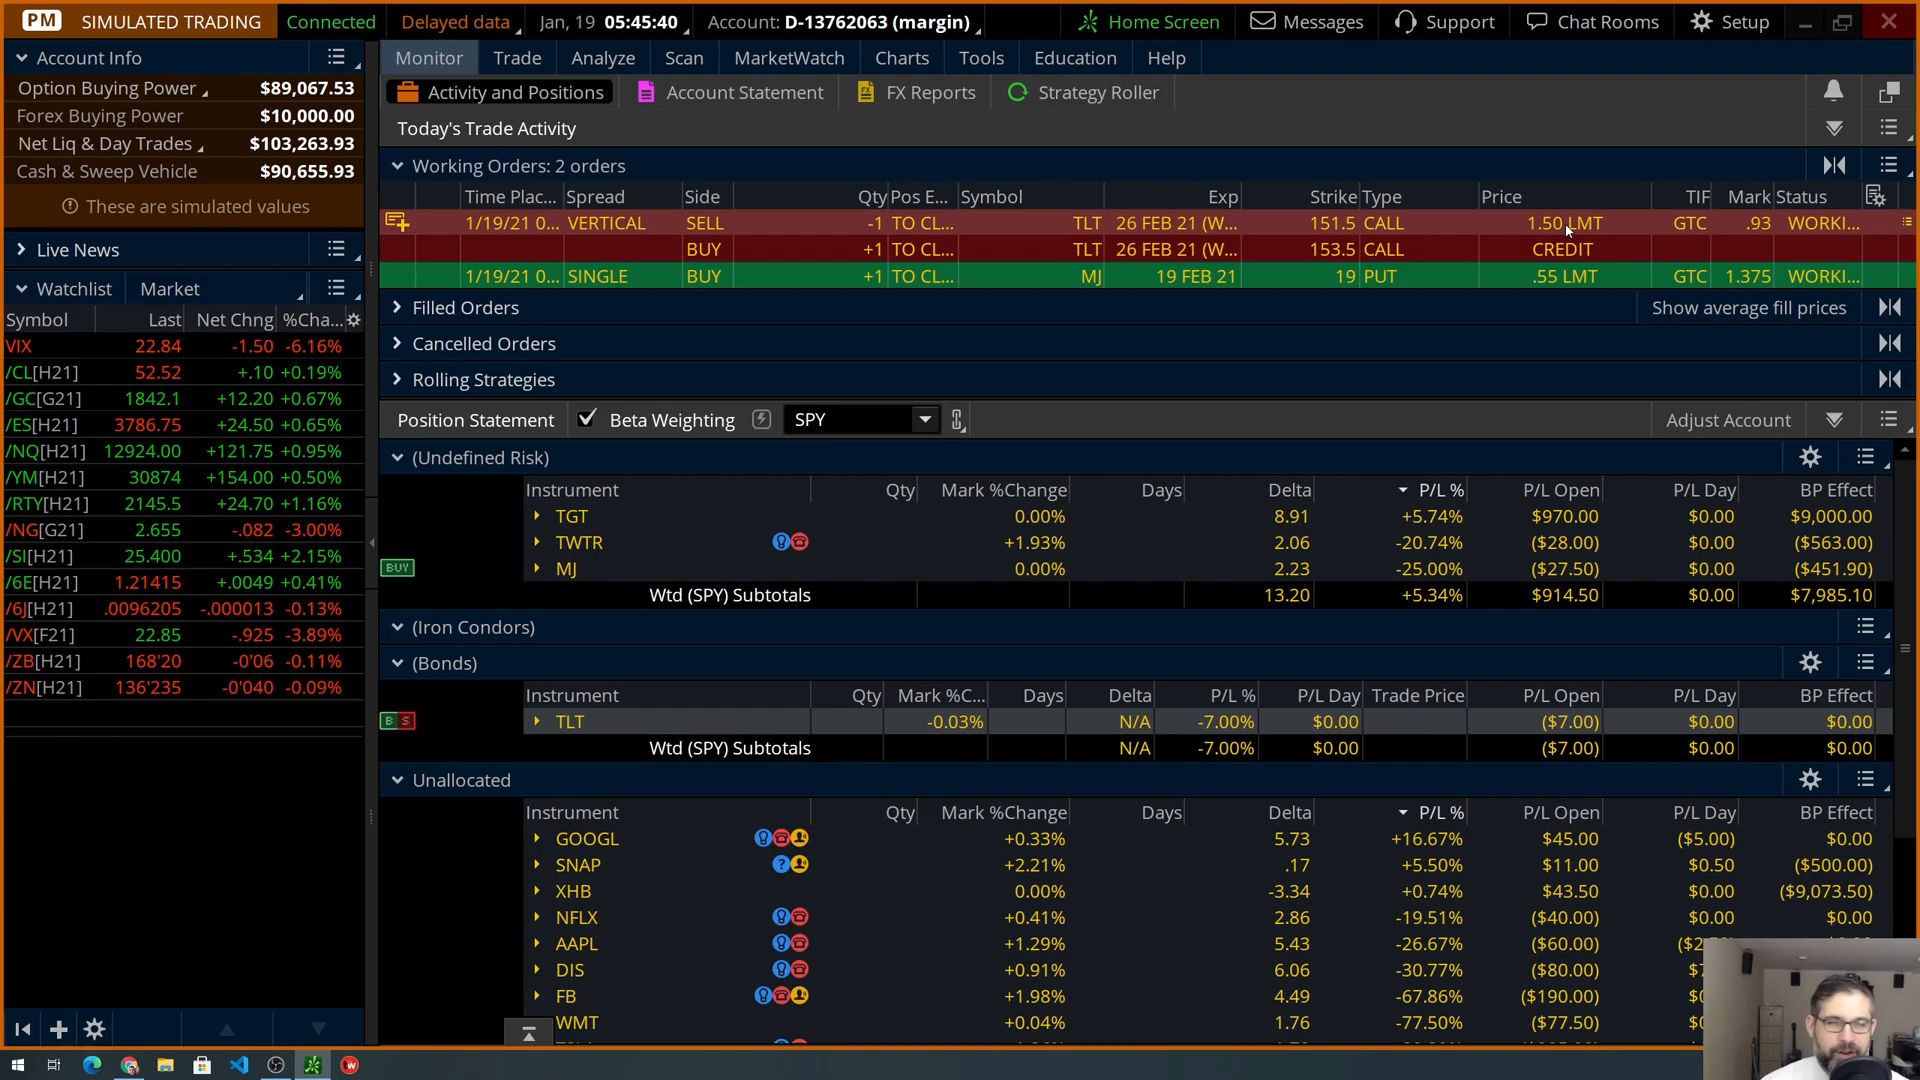 PM SIMULATED TRADING Connected Delayed data Jan, 19 05:45:40 Account: D-13762063 (margin) Home Screen Messages Support Chat Rooms Setup
Account Info
Option Buying Power $89,067.53
Forex Buying Power $10,000.00
Net Liq & Day Trades $103,263.93
Cash & Sweep Vehicle $90,655.93
These are simulated values
Live News
Watchlist Market
Symbol Last Net Chng %Cha...
VIX 22.84 -1.50 -6.16%
/CL[H21] 52.52 +.10 +0.19%
/GC[G21] 1842.1 +12.20 +0.67%
/ES[H21] 3786.75 +24.50 +0.65%
/NQ[H21] 12924.00 +121.75 +0.95%
/YM[H21] 30874 +154.00 +0.50%
/RTY[H21] 2145.5 +24.70 +1.16%
/NG[G21] 2.655 -.082 -3.00%
/SI[H21] 25.400 +.534 +2.15%
/6E[H21] 1.21415 +.0049 +0.41%
/6J[H21] .0096205 -.000013 -0.13%
/VX[F21] 22.85 -.925 -3.89%
/ZB[H21] 168'20 -0'06 -0.11%
/ZN[H21] 136'235 -0'040 -0.09%
Monitor Trade Analyze Scan MarketWatch Charts Tools Education Help
Activity and Positions Account Statement FX Reports Strategy Roller
Today's Trade Activity
Working Orders: 2 orders
Time Plac... Spread Side Qty Pos E... Symbol Exp Strike Type Price TIF Mark Status
1/19/21 0... VERTICAL SELL -1 TO CL... TLT 26 FEB 21 (W... 151.5 CALL 1.50 LMT GTC .93 WORKI...
BUY +1 TO CL... TLT 26 FEB 21 (W... 153.5 CALL CREDIT
1/19/21 0... SINGLE BUY +1 TO CL... MJ 19 FEB 21 19 PUT .55 LMT GTC 1.375 WORKI...
Filled Orders Show average fill prices
Cancelled Orders
Rolling Strategies
Position Statement Beta Weighting SPY Adjust Account
(Undefined Risk)
Instrument Qty Mark %Change Days Delta P/L % P/L Open P/L Day BP Effect
TGT 0.00% 8.91 +5.74% $970.00 $0.00 $9,000.00
TWTR +1.93% 2.06 -20.74% ($28.00) $0.00 ($563.00)
BUY MJ 0.00% 2.23 -25.00% ($27.50) $0.00 ($451.90)
Wtd (SPY) Subtotals 13.20 +5.34% $914.50 $0.00 $7,985.10
(Iron Condors)
(Bonds)
Instrument Qty Mark %C... Days Delta P/L % P/L Day Trade Price P/L Open P/L Day BP Effect
B S TLT -0.03% N/A -7.00% $0.00 ($7.00) $0.00 $0.00
Wtd (SPY) Subtotals N/A -7.00% $0.00 ($7.00) $0.00 $0.00
Unallocated
Instrument Qty Mark %Change Days Delta P/L % P/L Open P/L Day BP Effect
GOOGL +0.33% 5.73 +16.67% $45.00 ($5.00) $0.00
SNAP +2.21% .17 +5.50% $11.00 $0.50 ($500.00)
XHB 0.00% -3.34 +0.74% $43.50 $0.00 ($9,073.50)
NFLX +0.41% 2.86 -19.51% ($40.00) $0.00 $0.00
AAPL +1.29% 5.43 -26.67% ($60.00)
DIS +0.91% 6.06 -30.77% ($80.00)
FB +1.98% 4.49 -67.86% ($190.00)
WMT +0.04% 1.76 -77.50% ($77.50)